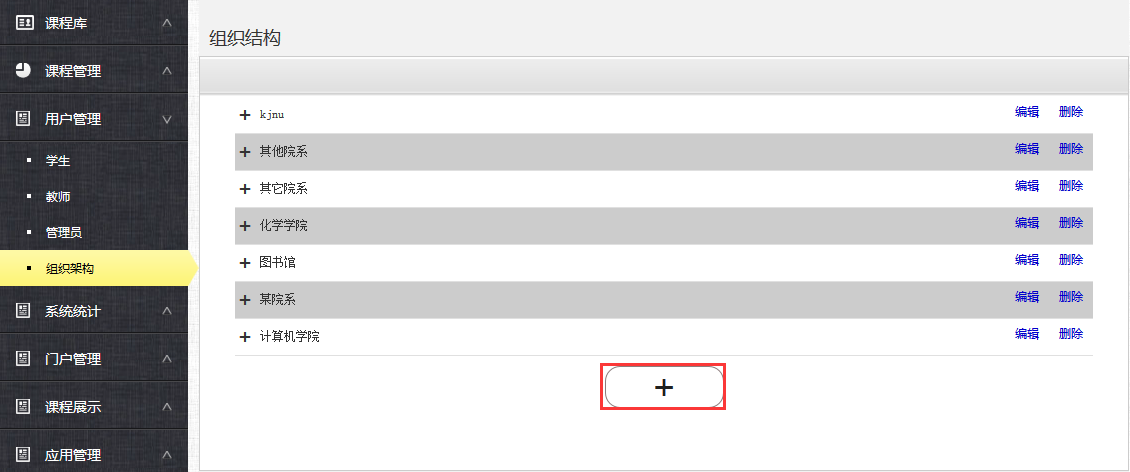 课程库
课程管理
用户管理
学生
教师
管理员
组织架构
系统统计
门户管理
课程展示
应用管理
组织结构
kjnu 编辑 删除
其他院系 编辑 删除
其它院系 编辑 删除
化学学院 编辑 删除
图书馆 编辑 删除
某院系 编辑 删除
计算机学院 编辑 删除